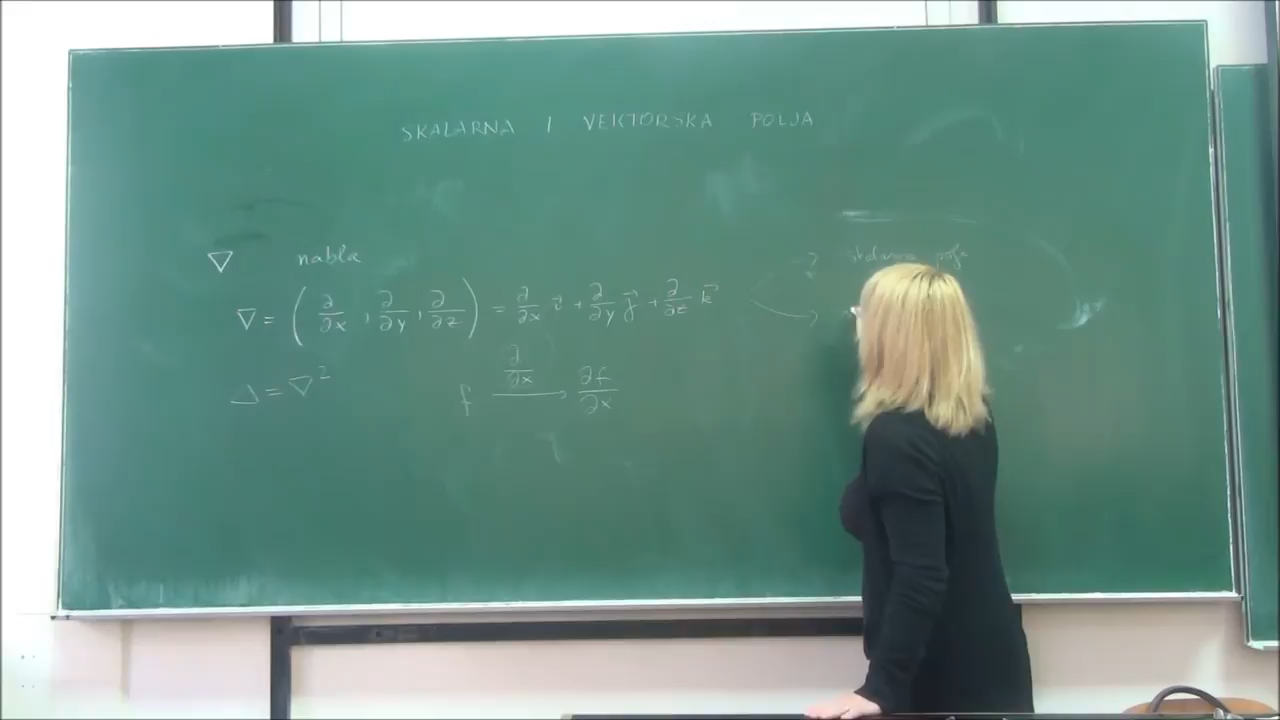 SKALARNA I VEKTORSKA POLJA
∇ nabla
∇ = ( ∂/∂x , ∂/∂y , ∂/∂z ) = ∂/∂x i⃗ + ∂/∂y j⃗ + ∂/∂z k⃗
skalarna polja
Δ = ∇²
f ∂/∂x → ∂f/∂x